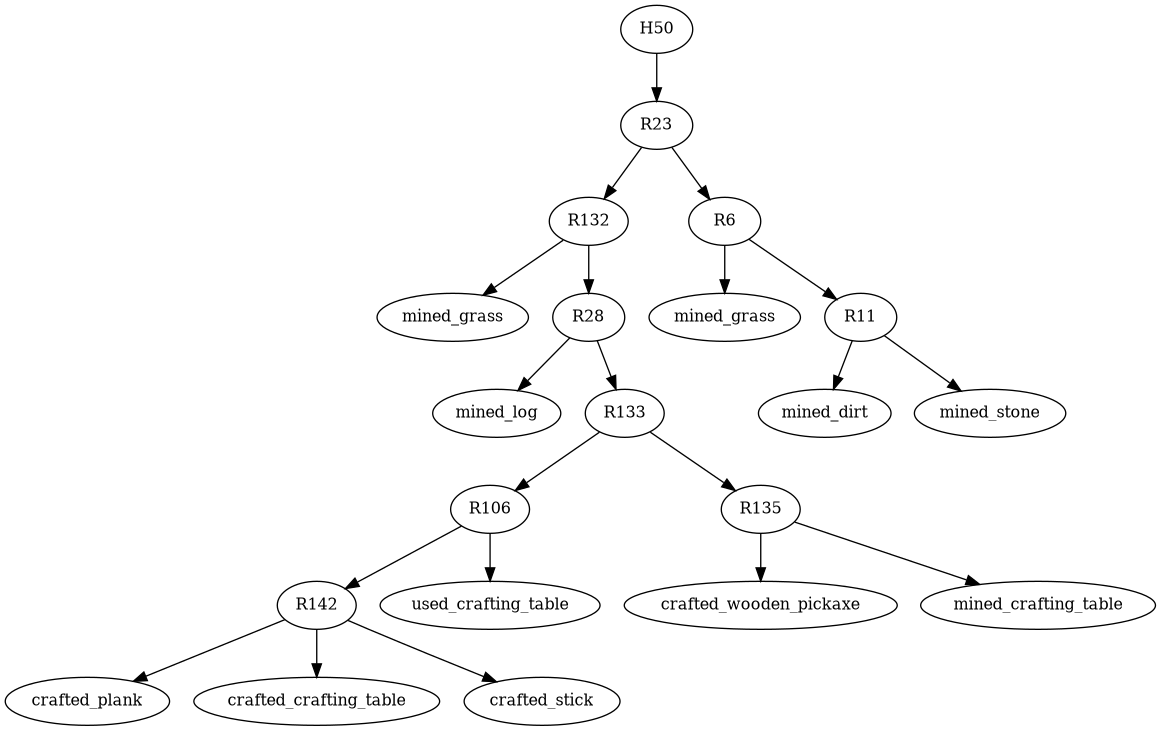 H50
R23
R132
R6
mined_grass
R28
mined_grass
R11
mined_log
R133
mined_dirt
mined_stone
R106
R135
R142
used_crafting_table
crafted_wooden_pickaxe
mined_crafting_table
crafted_plank
crafted_crafting_table
crafted_stick